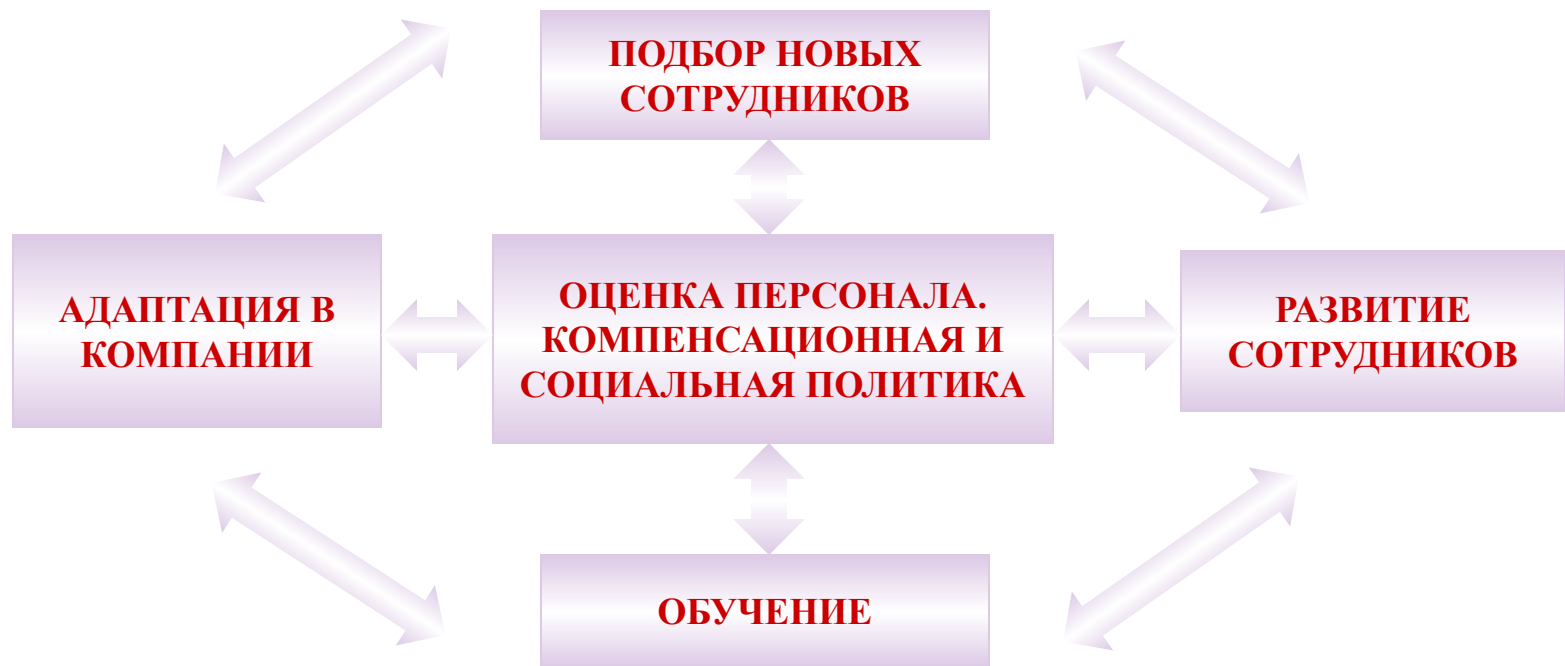 ПОДБОР НОВЫХ
СОТРУДНИКОВ
АДАПТАЦИЯ В
КОМПАНИИ
ОЦЕНКА ПЕРСОНАЛА.
КОМПЕНСАЦИОННАЯ И
СОЦИАЛЬНАЯ ПОЛИТИКА
РАЗВИТИЕ
СОТРУДНИКОВ
ОБУЧЕНИЕ